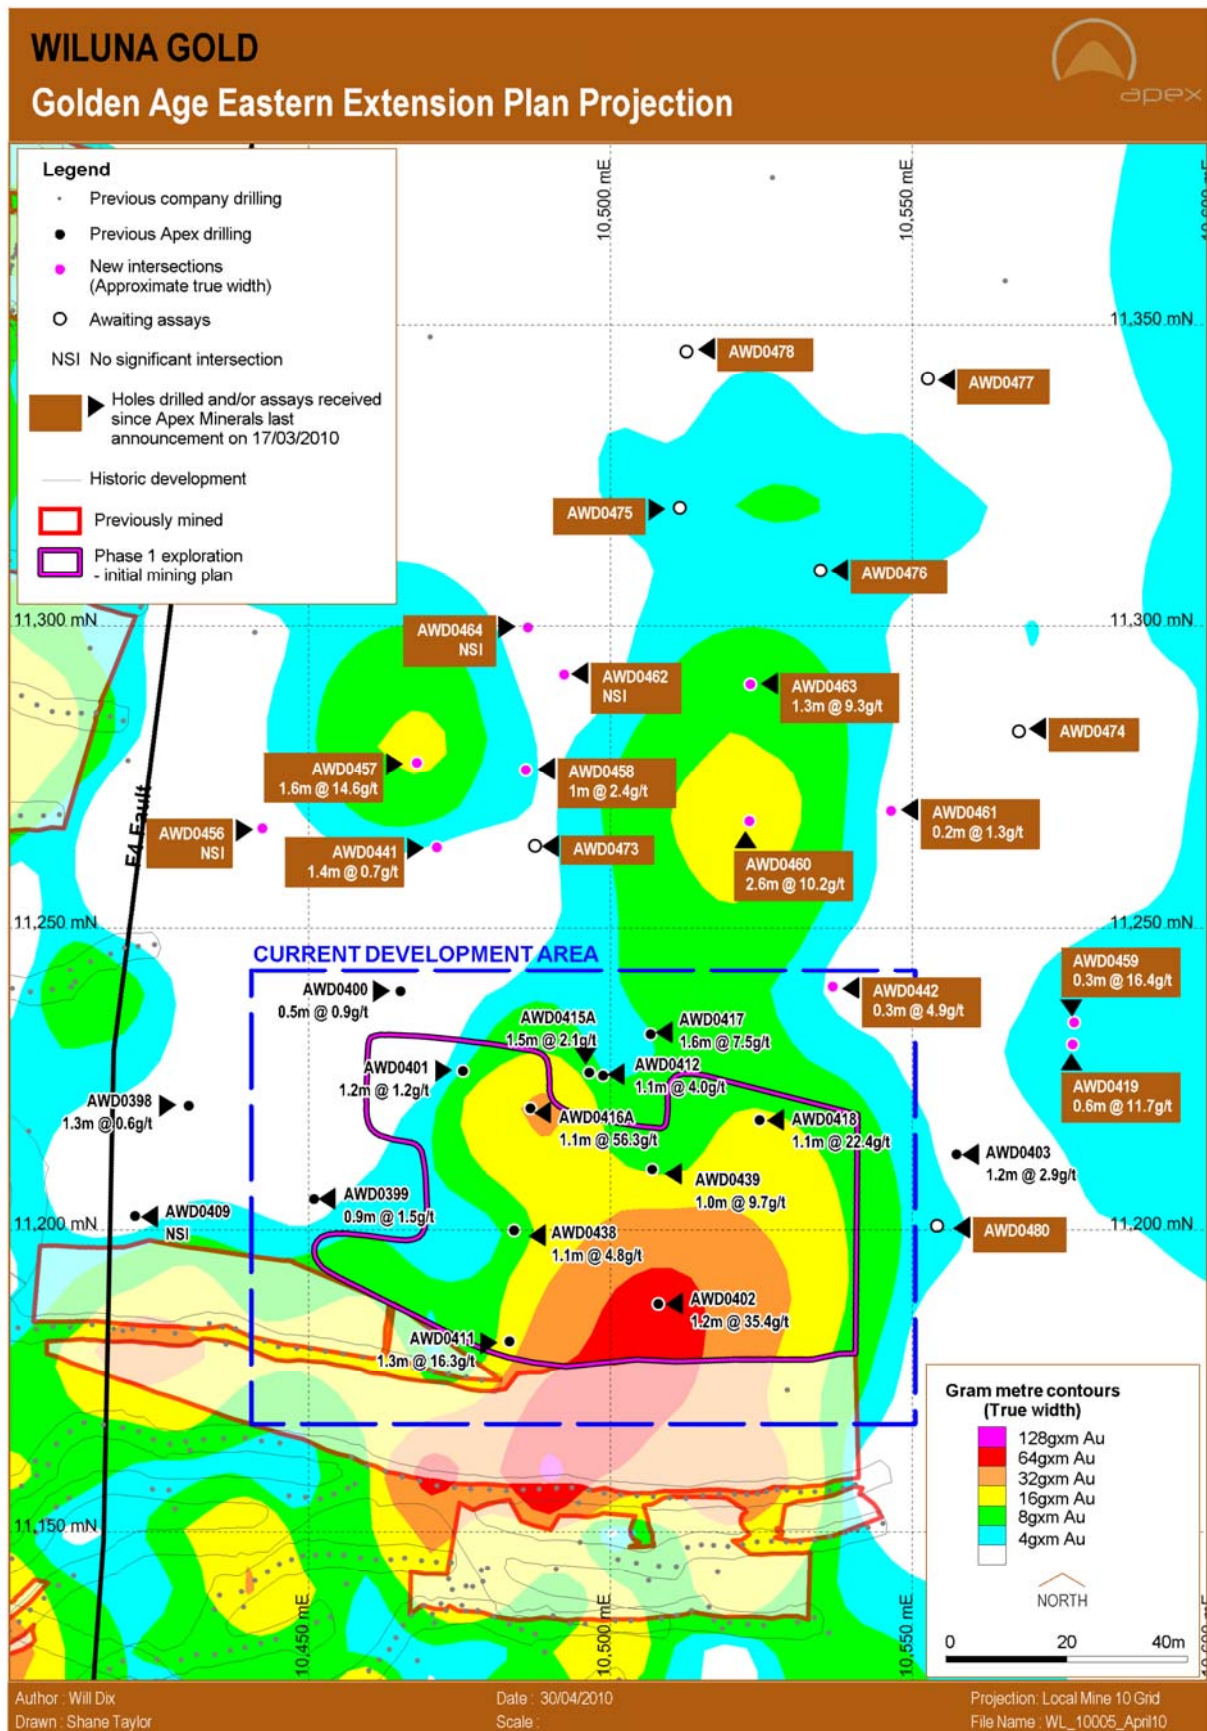 WILUNA GOLD
Golden Age Eastern Extension Plan Projection
apex
Legend
Previous company drilling
Previous Apex drilling
New intersections
(Approximate true width)
Awaiting assays
NSI No significant intersection
Holes drilled and/or assays received
since Apex Minerals last
announcement on 17/03/2010
Historic development
Previously mined
Phase 1 exploration
- initial mining plan
10,500 mE
10,550 mE
10,600 mE
11,350 mN
AWD0478
AWD0477
AWD0475
AWD0476
11,300 mN
11,300 mN
AWD0464
NSI
AWD0462
NSI
AWD0463
1.3m @ 9.3g/t
AWD0474
AWD0457
1.6m @ 14.6g/t
AWD0458
1m @ 2.4g/t
AWD0461
0.2m @ 1.3g/t
E4 Fault
AWD0456
NSI
AWD0441
1.4m @ 0.7g/t
AWD0473
AWD0460
2.6m @ 10.2g/t
11,250 mN
11,250 mN
CURRENT DEVELOPMENT AREA
AWD0459
0.3m @ 16.4g/t
AWD0400
0.5m @ 0.9g/t
AWD0442
0.3m @ 4.9g/t
AWD0415A
1.5m @ 2.1g/t
AWD0417
1.6m @ 7.5g/t
AWD0401
1.2m @ 1.2g/t
AWD0412
1.1m @ 4.0g/t
AWD0419
0.6m @ 11.7g/t
AWD0398
1.3m @ 0.6g/t
AWD0416A
1.1m @ 56.3g/t
AWD0418
1.1m @ 22.4g/t
AWD0403
1.2m @ 2.9g/t
AWD0439
1.0m @ 9.7g/t
AWD0399
0.9m @ 1.5g/t
AWD0409
NSI
11,200 mN
11,200 mN
AWD0480
AWD0438
1.1m @ 4.8g/t
AWD0402
1.2m @ 35.4g/t
AWD0411
1.3m @ 16.3g/t
Gram metre contours
(True width)
128gxm Au
64gxm Au
32gxm Au
16gxm Au
8gxm Au
4gxm Au
NORTH
0 20 40m
11,150 mN
10,450 mE
10,500 mE
10,550 mE
10,600 mE
Author : Will Dix
Date : 30/04/2010
Projection: Local Mine 10 Grid
Drawn : Shane Taylor
Scale :
File Name : WL_10005_April10